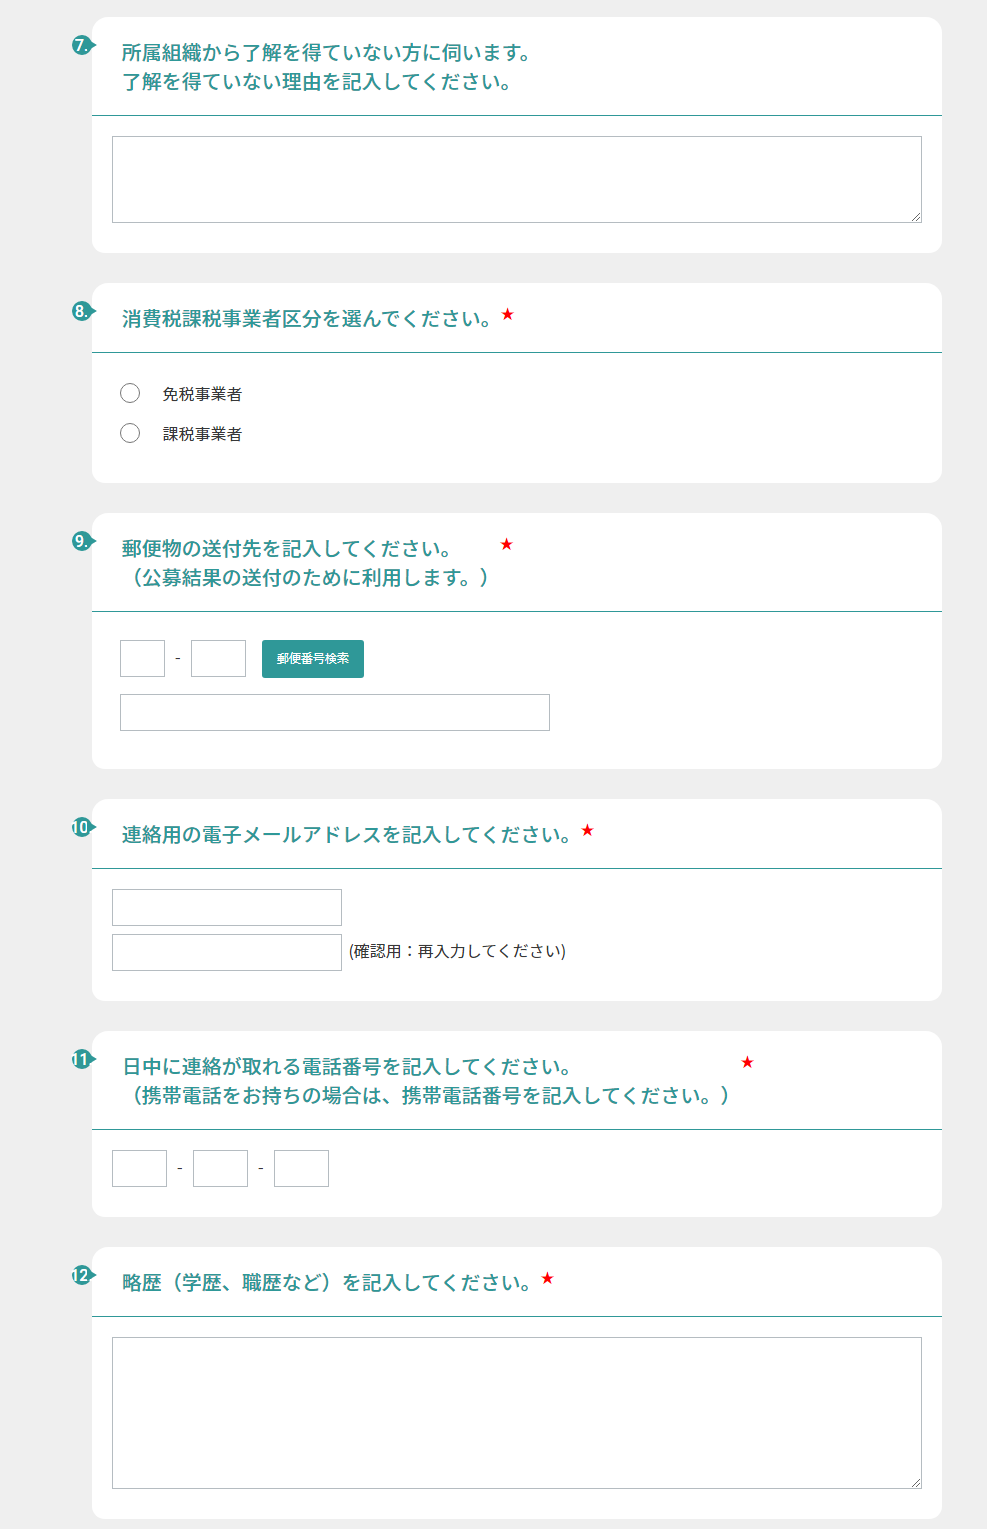 7.
所属組織から了解を得ていない方に伺います。
了解を得ていない理由を記入してください。
8.
消費税課税事業者区分を選んでください。★
免税事業者
課税事業者
9.
郵便物の送付先を記入してください。 ★
（公募結果の送付のために利用します。）
- 郵便番号検索
10
連絡用の電子メールアドレスを記入してください。★
(確認用：再入力してください)
11
日中に連絡が取れる電話番号を記入してください。 ★
（携帯電話をお持ちの場合は、携帯電話番号を記入してください。）
- -
12
略歴（学歴、職歴など）を記入してください。★